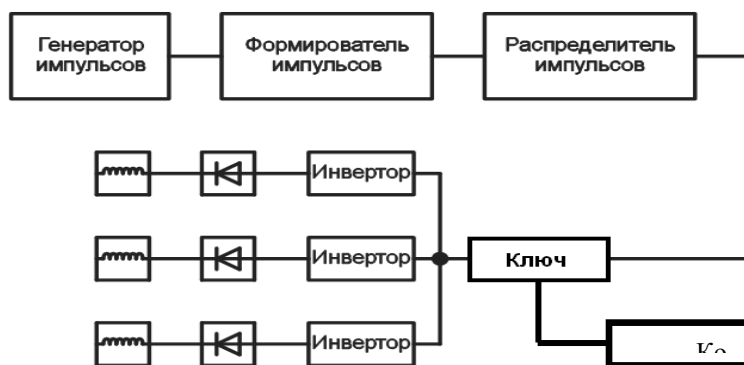 Генератор
импульсов
Формирователь
импульсов
Распределитель
импульсов
Инвертор
Инвертор
Ключ
Инвертор